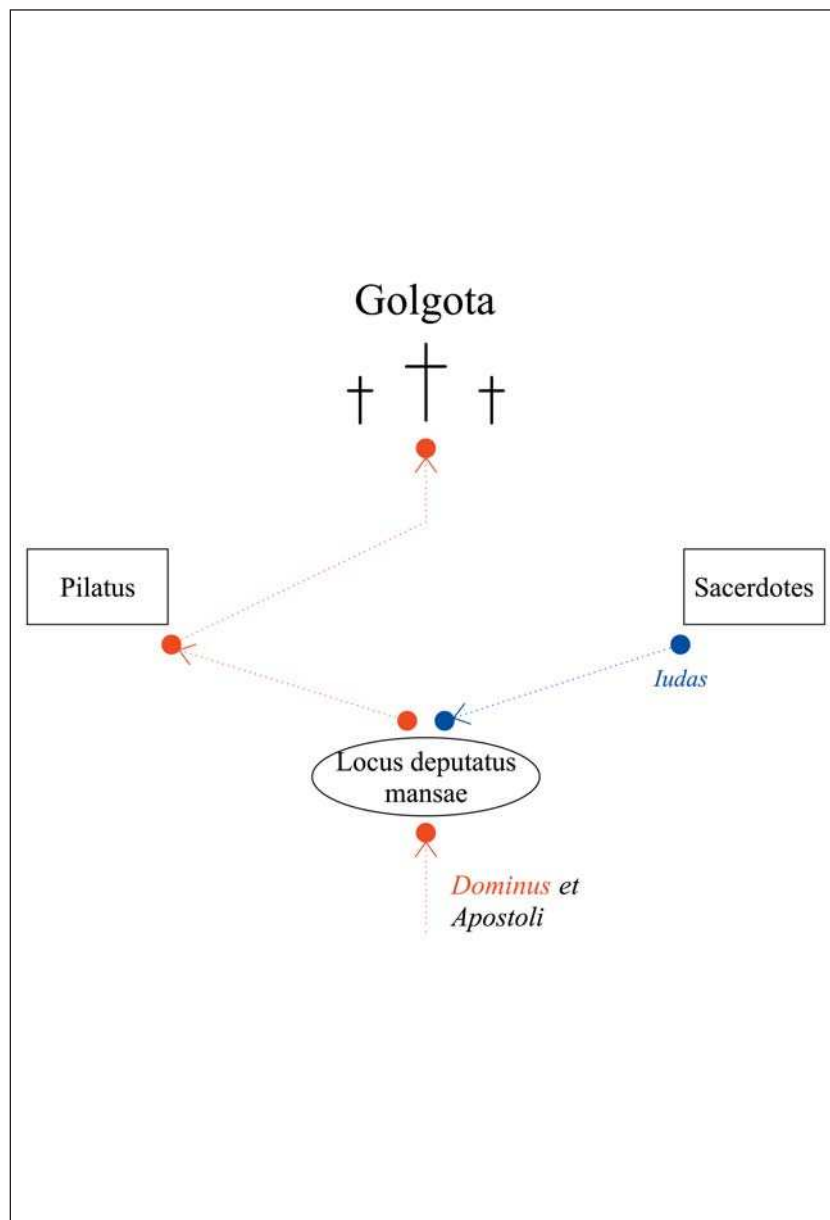 Golgota
Pilatus
Sacerdotes
Iudas
Locus deputatus
mansae
Dominus et
Apostoli